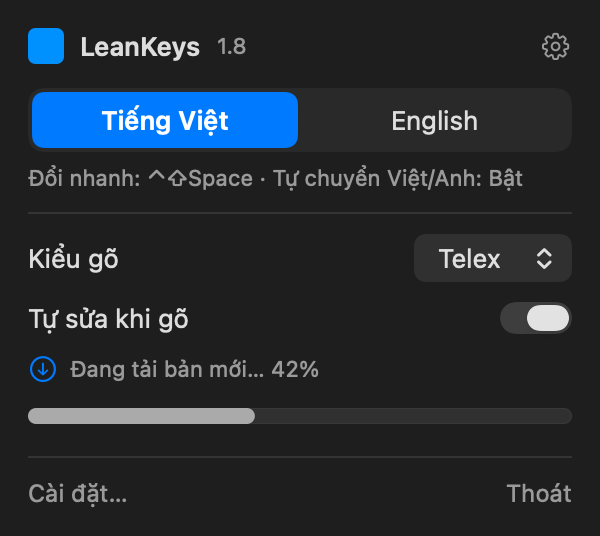 LeanKeys 1.8
Tiếng Việt English
Đổi nhanh: ⌃⇧Space · Tự chuyển Việt/Anh: Bật
Kiểu gõ Telex
Tự sửa khi gõ
Đang tải bản mới... 42%
Cài đặt... Thoát